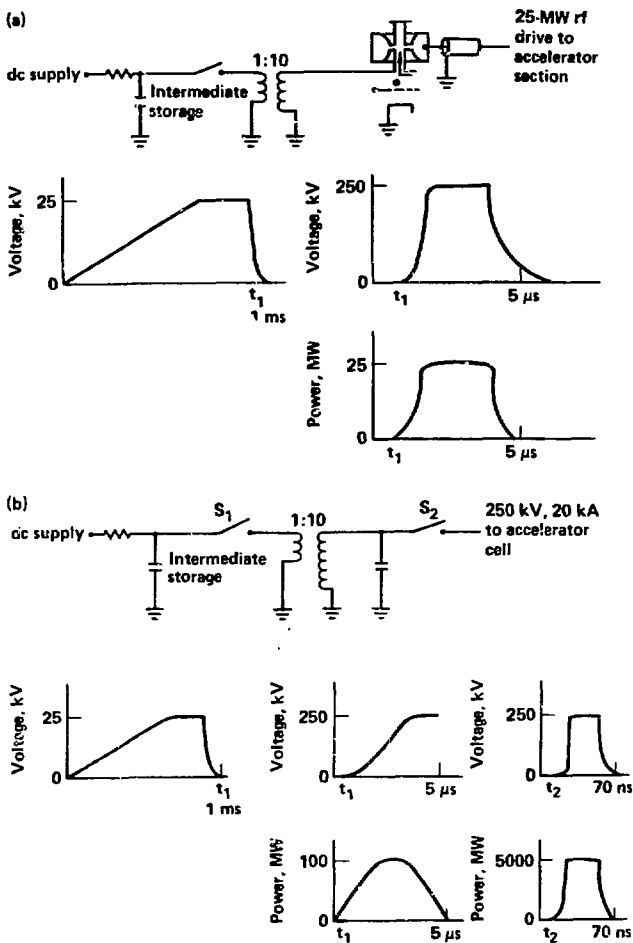 (a)
25-MW rf
drive to
accelerator
section
1:10
dc supply
Intermediate
storage
Voltage, kV
25
0
t1
1 ms
Voltage, kV
250
0
t1
5 μs
Power, MW
25
0
t1
5 μs
(b)
S1
S2
1:10
250 kV, 20 kA
to accelerator
cell
dc supply
Intermediate
storage
Voltage, kV
25
0
t1
1 ms
Voltage, kV
250
0
t1
5 μs
Voltage, kV
250
0
t2
70 ns
Power, MW
100
0
t1
5 μs
Power, MW
5000
0
t2
70 ns